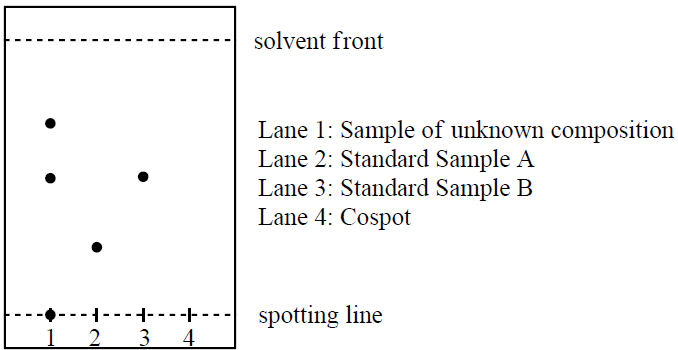 solvent front
Lane 1: Sample of unknown composition
Lane 2: Standard Sample A
Lane 3: Standard Sample B
Lane 4: Cospot
spotting line
1 2 3 4